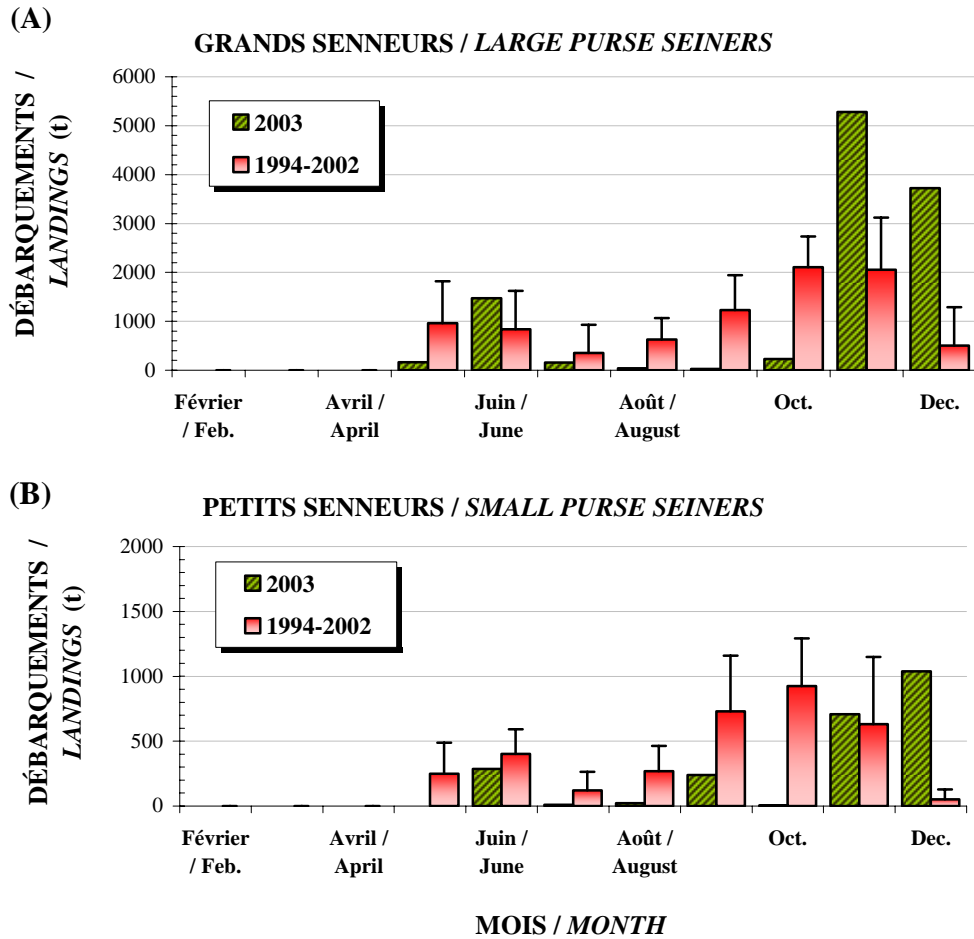 (A)
GRANDS SENNEURS / LARGE PURSE SEINERS
DÉBARQUEMENTS /
LANDINGS (t)
6000
5000
4000
3000
2000
1000
0
2003
1994-2002
Février
/ Feb.
Avril /
April
Juin /
June
Août /
August
Oct.
Dec.
(B)
PETITS SENNEURS / SMALL PURSE SEINERS
DÉBARQUEMENTS /
LANDINGS (t)
2000
1500
1000
500
0
2003
1994-2002
Février
/ Feb.
Avril /
April
Juin /
June
Août /
August
Oct.
Dec.
MOIS / MONTH